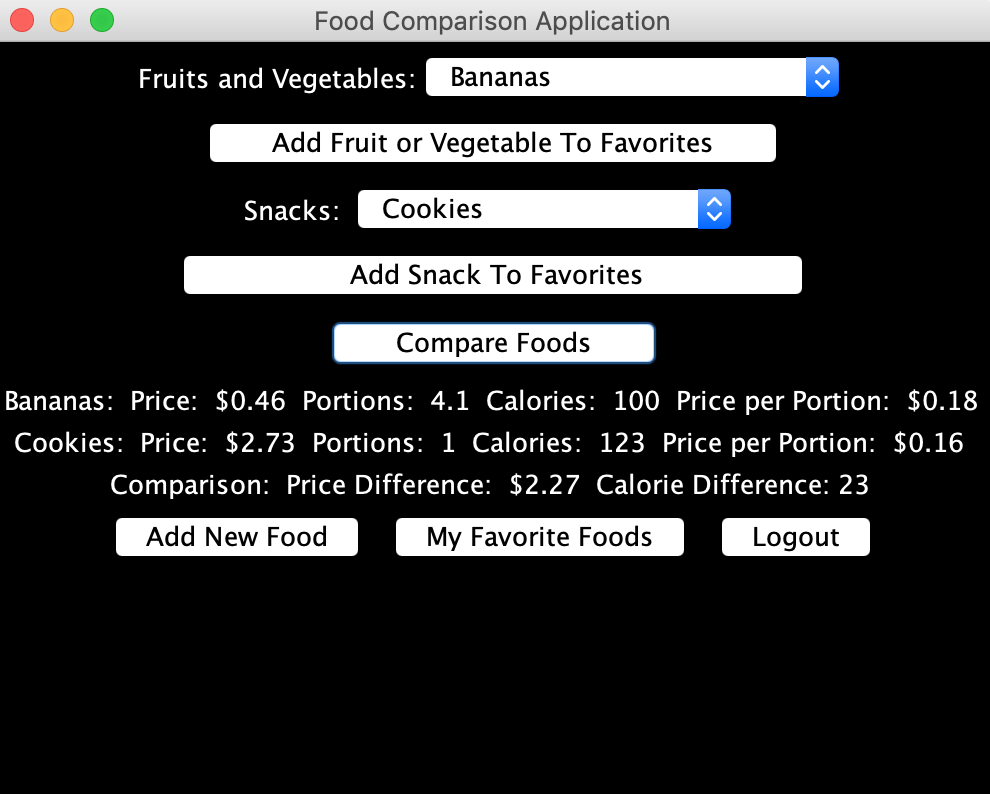 Food Comparison Application
Fruits and Vegetables: Bananas
Add Fruit or Vegetable To Favorites
Snacks: Cookies
Add Snack To Favorites
Compare Foods
Bananas: Price: $0.46 Portions: 4.1 Calories: 100 Price per Portion: $0.18
Cookies: Price: $2.73 Portions: 1 Calories: 123 Price per Portion: $0.16
Comparison: Price Difference: $2.27 Calorie Difference: 23
Add New Food My Favorite Foods Logout